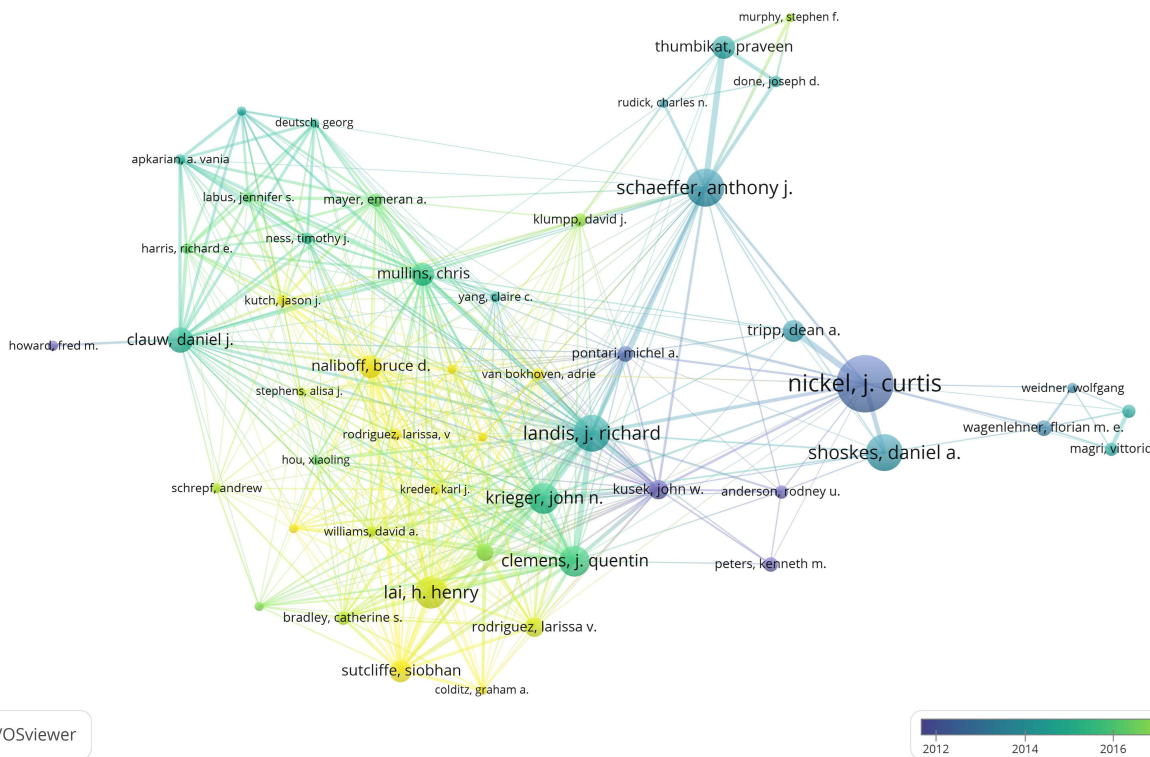 murphy, stephen f.
thumbikat, praveen
done, joseph d.
rudick, charles n.
deutsch, georg
apkarian, a. vania
schaeffer, anthony j.
labus, jennifer s.
mayer, emeran a.
klumpp, david j.
ness, timothy j.
harris, richard e.
mullins, chris
kutch, jason j.
yang, claire c.
tripp, dean a.
clauw, daniel j.
howard, fred m.
pontari, michel a.
naliboff, bruce d.
van bokhoven, adrie
nickel, j. curtis
weidner, wolfgang
stephens, alisa j.
wagenlehner, florian m. e.
landis, j. richard
rodriguez, larissa, v
magri, vittoric
shoskes, daniel a.
hou, xiaoling
schrepf, andrew
kreder, karl j.
kusek, john w.
anderson, rodney u.
krieger, john n.
williams, david a.
clemens, j. quentin
peters, kenneth m.
lai, h. henry
bradley, catherine s.
rodriguez, larissa v.
sutcliffe, siobhan
colditz, graham a.
VOSviewer
2012 2014 2016